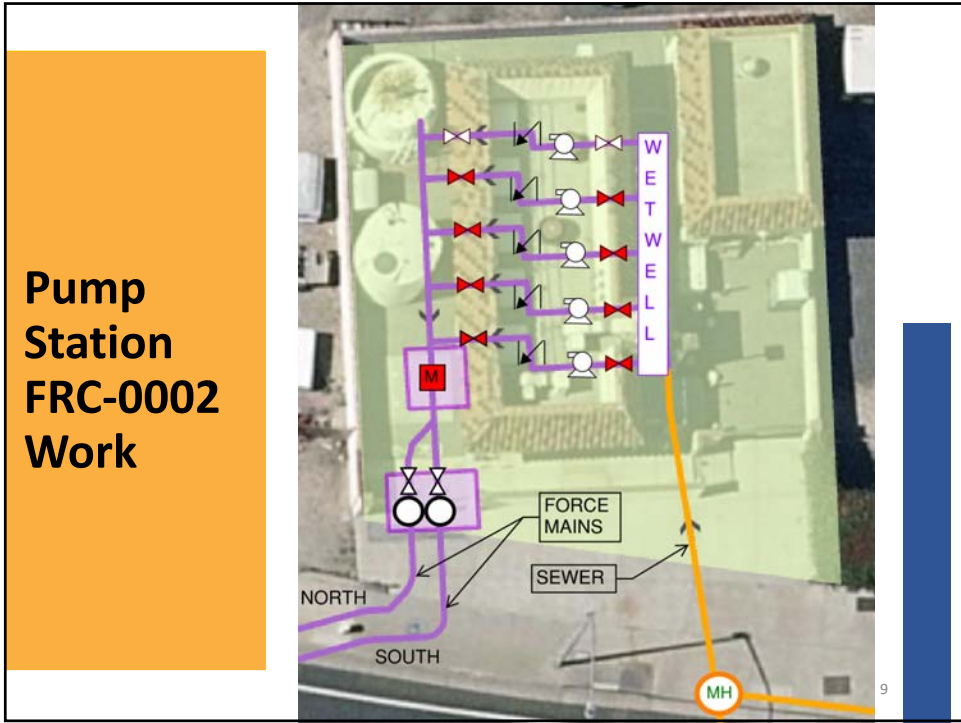 Pump
Station
FRC-0002
Work
W
E
T
W
E
L
L
M
FORCE
MAINS
SEWER
NORTH
SOUTH
MH
9